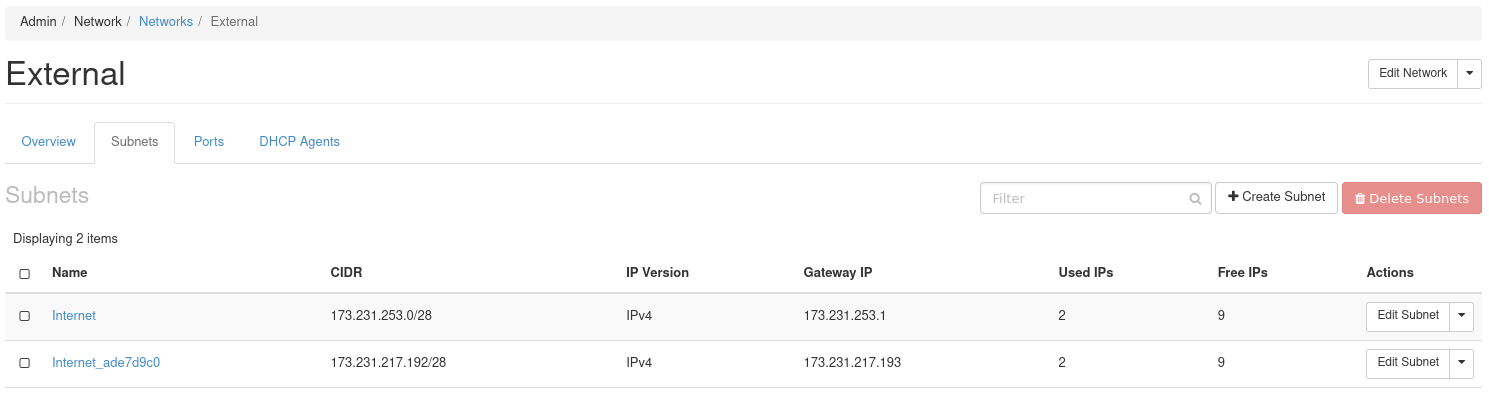 Admin / Network / Networks / External
External
Edit Network
Overview Subnets Ports DHCP Agents
Subnets
Filter
Create Subnet
Delete Subnets
Displaying 2 items
Name CIDR IP Version Gateway IP Used IPs Free IPs Actions
Internet 173.231.253.0/28 IPv4 173.231.253.1 2 9 Edit Subnet
Internet_ade7d9c0 173.231.217.192/28 IPv4 173.231.217.193 2 9 Edit Subnet